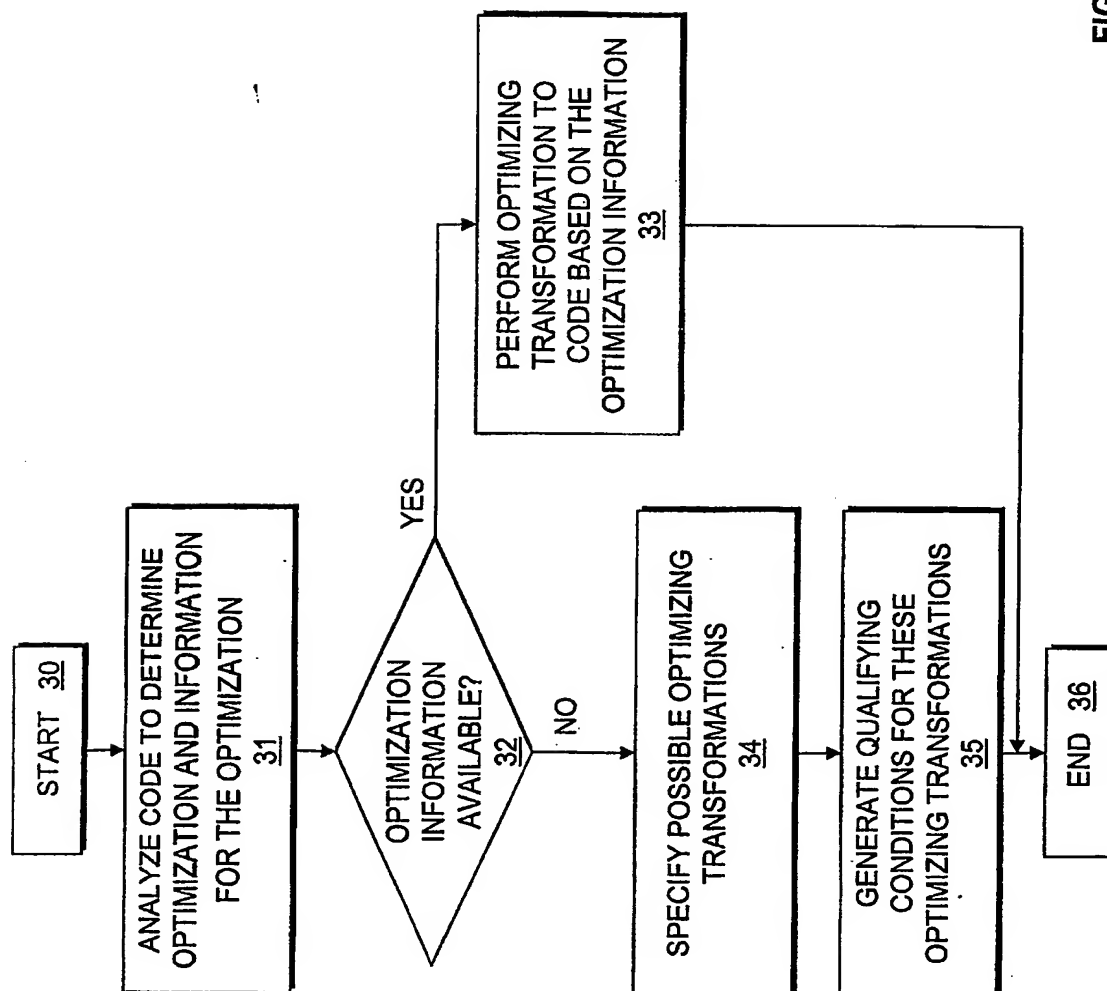 START 30
ANALYZE CODE TO DETERMINE
OPTIMIZATION AND INFORMATION
FOR THE OPTIMIZATION
31
OPTIMIZATION
INFORMATION
AVAILABLE?
32
YES
NO
PERFORM OPTIMIZING
TRANSFORMATION TO
CODE BASED ON THE
OPTIMIZATION INFORMATION
33
SPECIFY POSSIBLE OPTIMIZING
TRANSFORMATIONS
34
GENERATE QUALIFYING
CONDITIONS FOR THESE
OPTIMIZING TRANSFORMATIONS
35
END 36
FIG